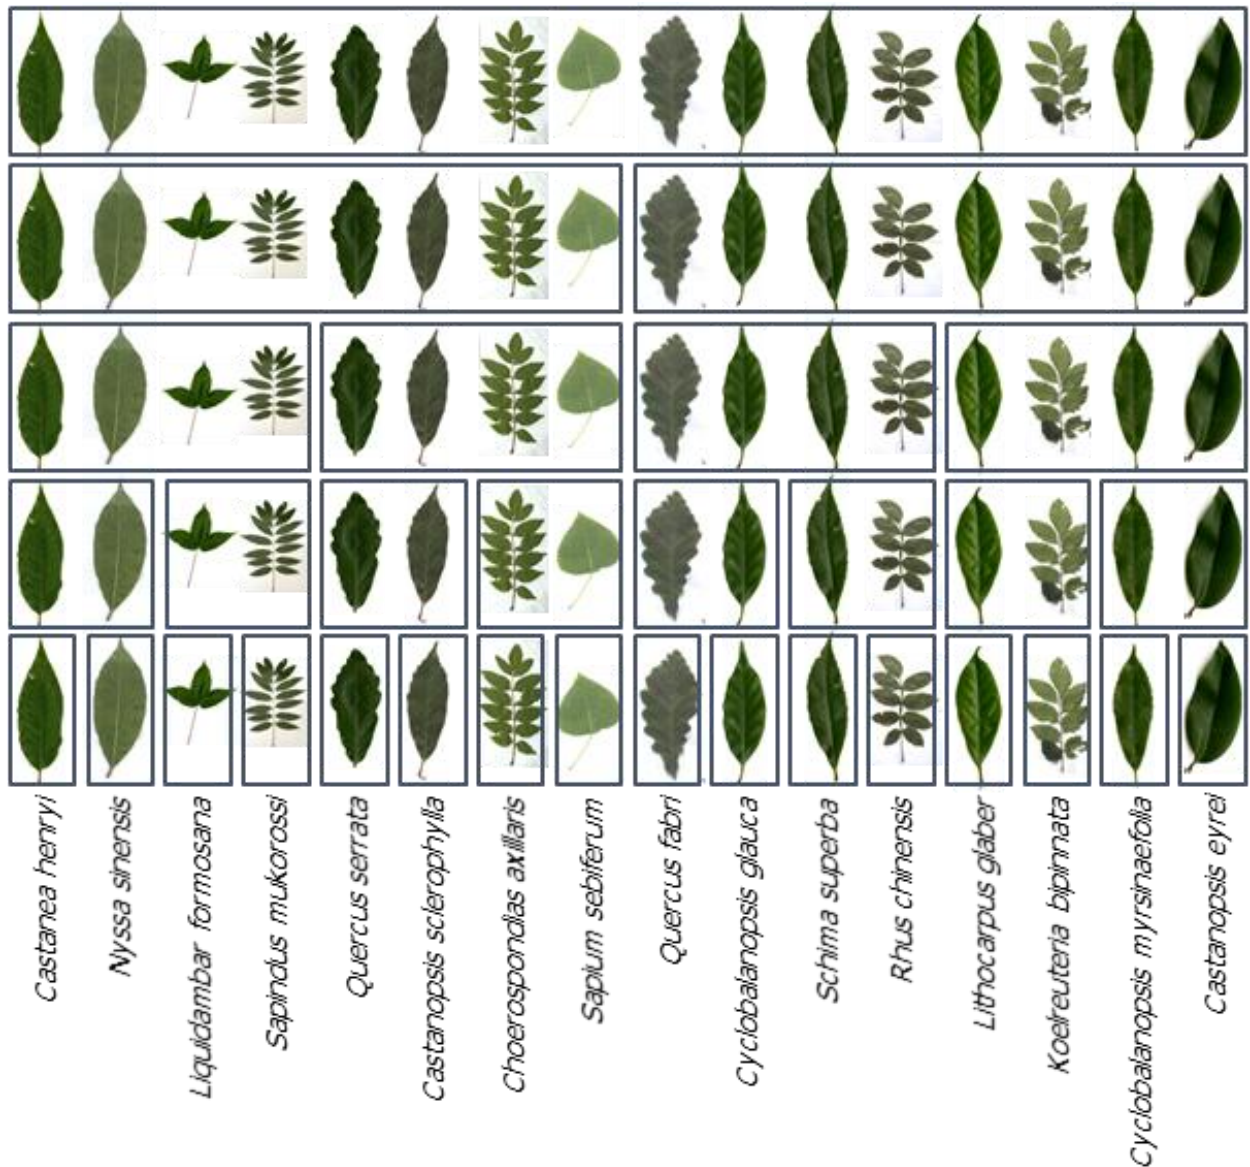 Castanea henryi
Nyssa sinensis
Liquidambar formosana
Sapindus mukorossi
Quercus serrata
Castanopsis sclerophylla
Choerospondias axillaris
Sapium sebiferum
Quercus fabri
Cyclobalanopsis glauca
Schima superba
Rhus chinensis
Lithocarpus glaber
Koelreuteria bipinnata
Cyclobalanopsis myrsinaefolia
Castanopsis eyrei